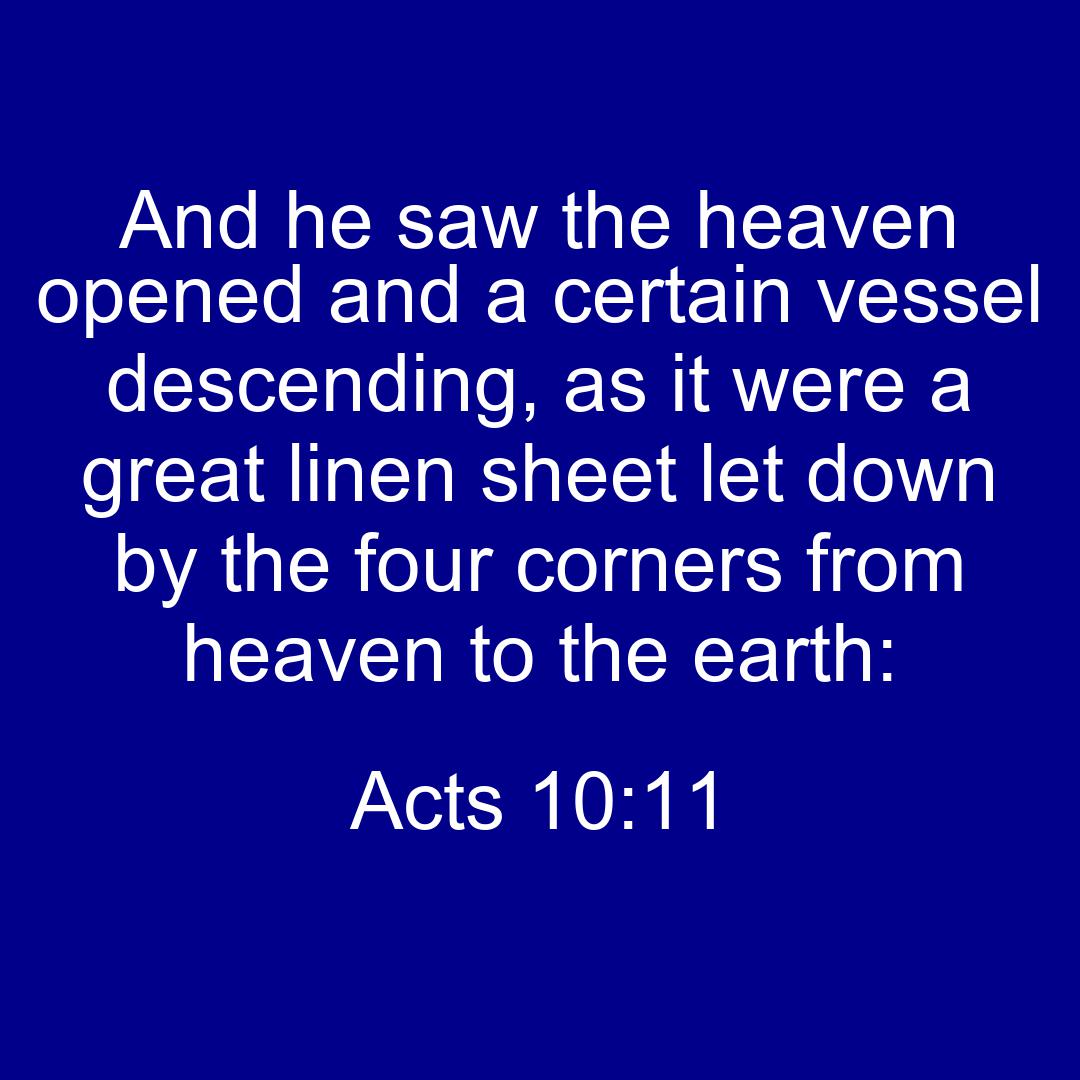 And he saw the heaven
opened and a certain vessel
descending, as it were a
great linen sheet let down
by the four corners from
heaven to the earth:
Acts 10:11